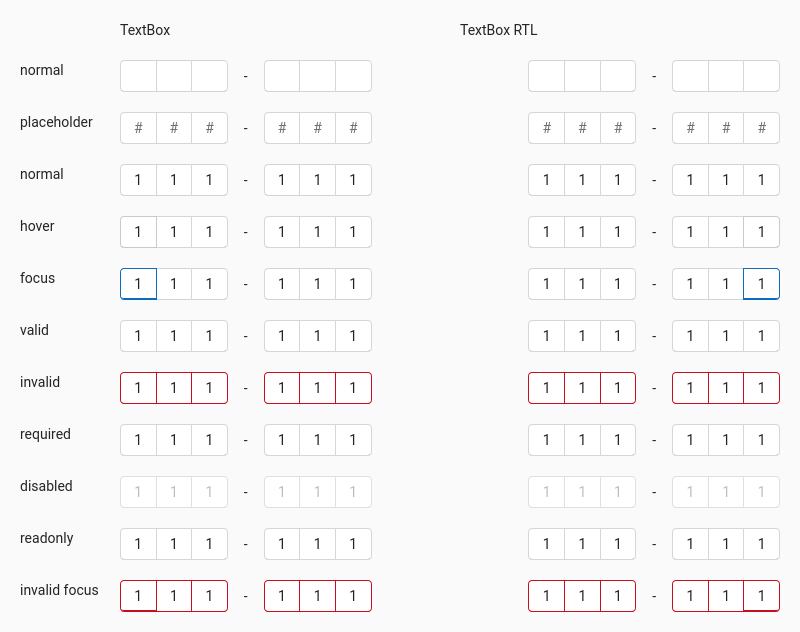 TextBox TextBox RTL
normal - -
placeholder # # # - # # # # # # - # # #
normal 1 1 1 - 1 1 1 1 1 1 - 1 1 1
hover 1 1 1 - 1 1 1 1 1 1 - 1 1 1
focus 1 1 1 - 1 1 1 1 1 1 - 1 1 1
valid 1 1 1 - 1 1 1 1 1 1 - 1 1 1
invalid 1 1 1 - 1 1 1 1 1 1 - 1 1 1
required 1 1 1 - 1 1 1 1 1 1 - 1 1 1
disabled 1 1 1 - 1 1 1 1 1 1 - 1 1 1
readonly 1 1 1 - 1 1 1 1 1 1 - 1 1 1
invalid focus 1 1 1 - 1 1 1 1 1 1 - 1 1 1